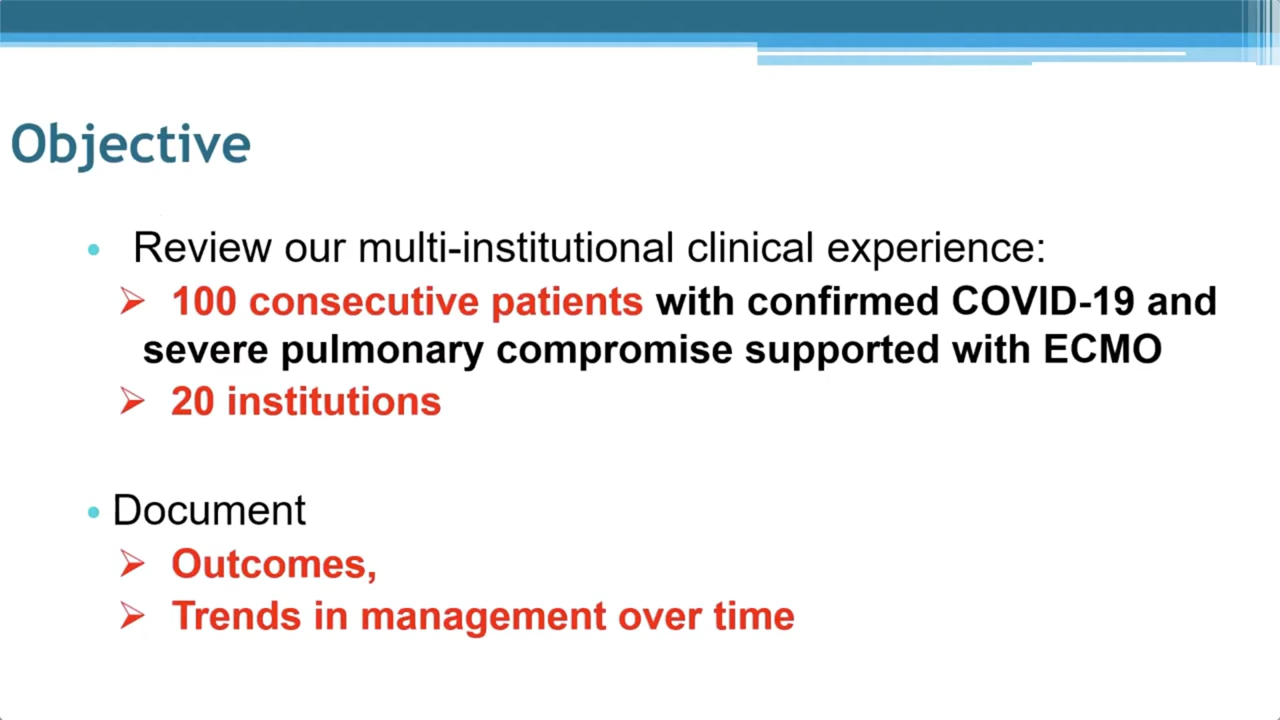 Objective
• Review our multi-institutional clinical experience:
➢ 100 consecutive patients with confirmed COVID-19 and
severe pulmonary compromise supported with ECMO
➢ 20 institutions
• Document
➢ Outcomes,
➢ Trends in management over time